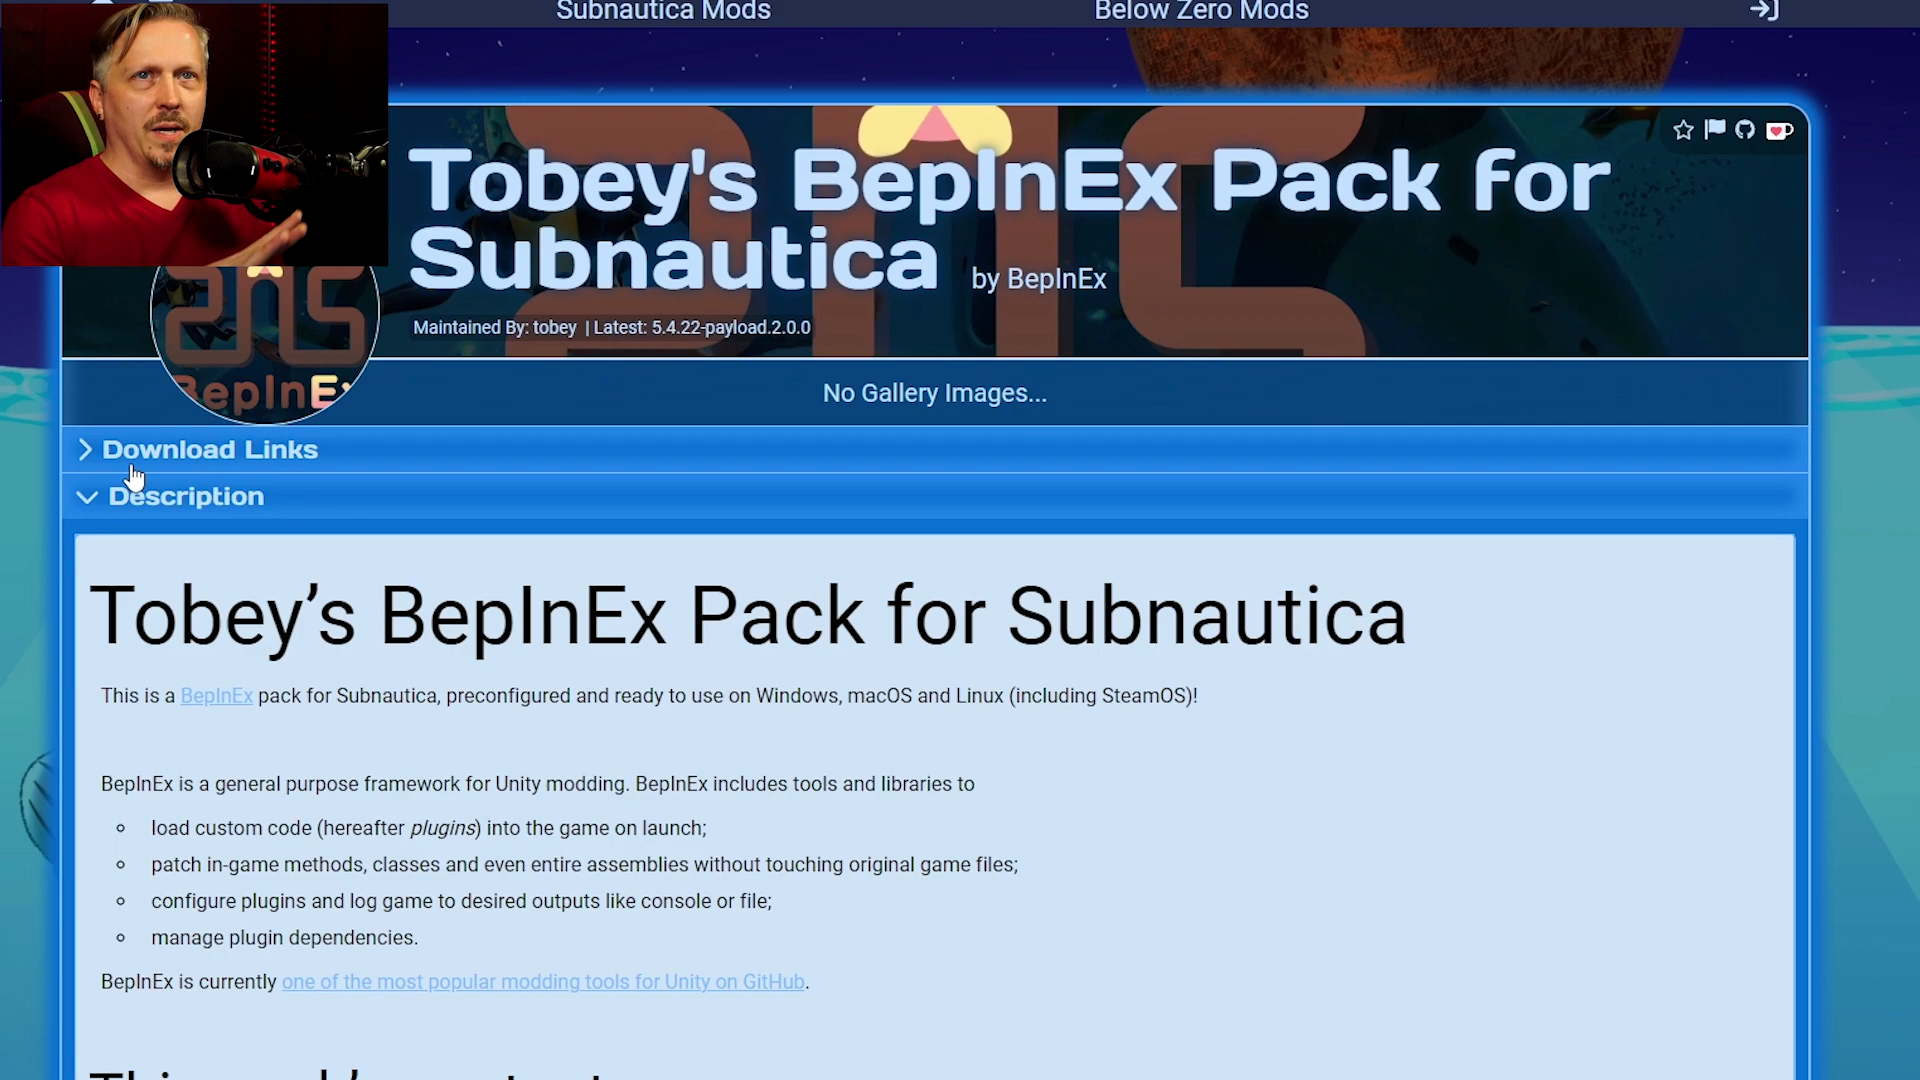 Subnautica Mods
Below Zero Mods
Tobey's BepInEx Pack for
Subnautica by BepInEx
Maintained By: tobey | Latest: 5.4.22-payload.2.0.0
BepInEx
No Gallery Images...
Download Links
Description
Tobey’s BepInEx Pack for Subnautica
This is a BepInEx pack for Subnautica, preconfigured and ready to use on Windows, macOS and Linux (including SteamOS)!
BepInEx is a general purpose framework for Unity modding. BepInEx includes tools and libraries to
load custom code (hereafter plugins) into the game on launch;
patch in-game methods, classes and even entire assemblies without touching original game files;
configure plugins and log game to desired outputs like console or file;
manage plugin dependencies.
BepInEx is currently one of the most popular modding tools for Unity on GitHub.